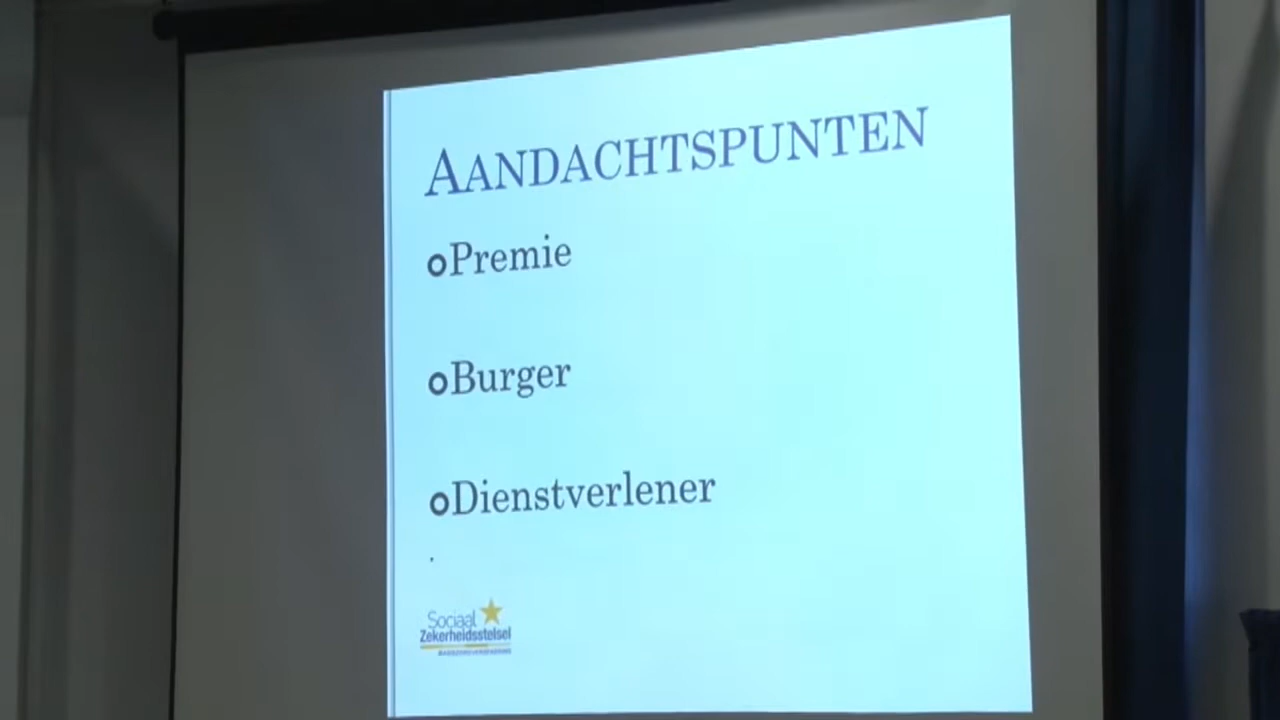 AANDACHTSPUNTEN
Premie
Burger
Dienstverlener
.
Sociaal
Zekerheidsstelsel